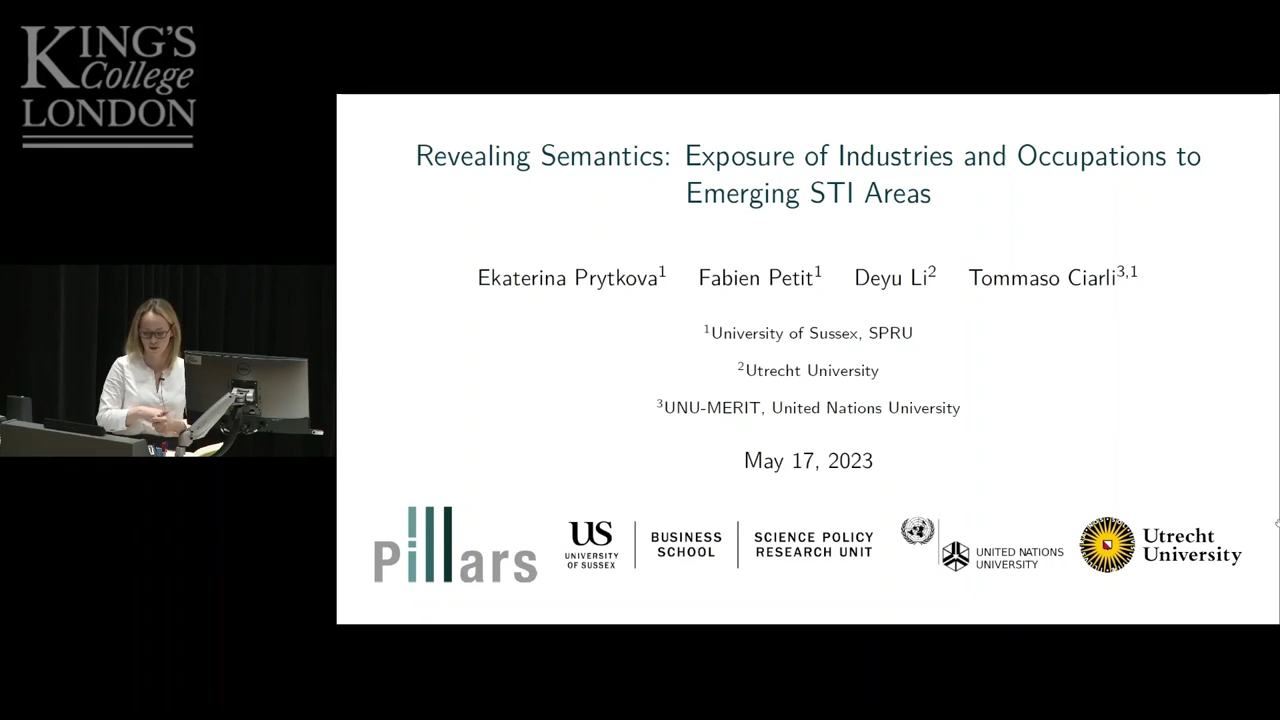 KING'S
College
LONDON
Revealing Semantics: Exposure of Industries and Occupations to
Emerging STI Areas
Ekaterina Prytkova1 Fabien Petit1 Deyu Li2 Tommaso Ciarli3,1
1University of Sussex, SPRU
2Utrecht University
3UNU-MERIT, United Nations University
May 17, 2023
Pillars
US
UNIVERSITY
OF SUSSEX
BUSINESS
SCHOOL
SCIENCE POLICY
RESEARCH UNIT
UNITED NATIONS
UNIVERSITY
Utrecht
University